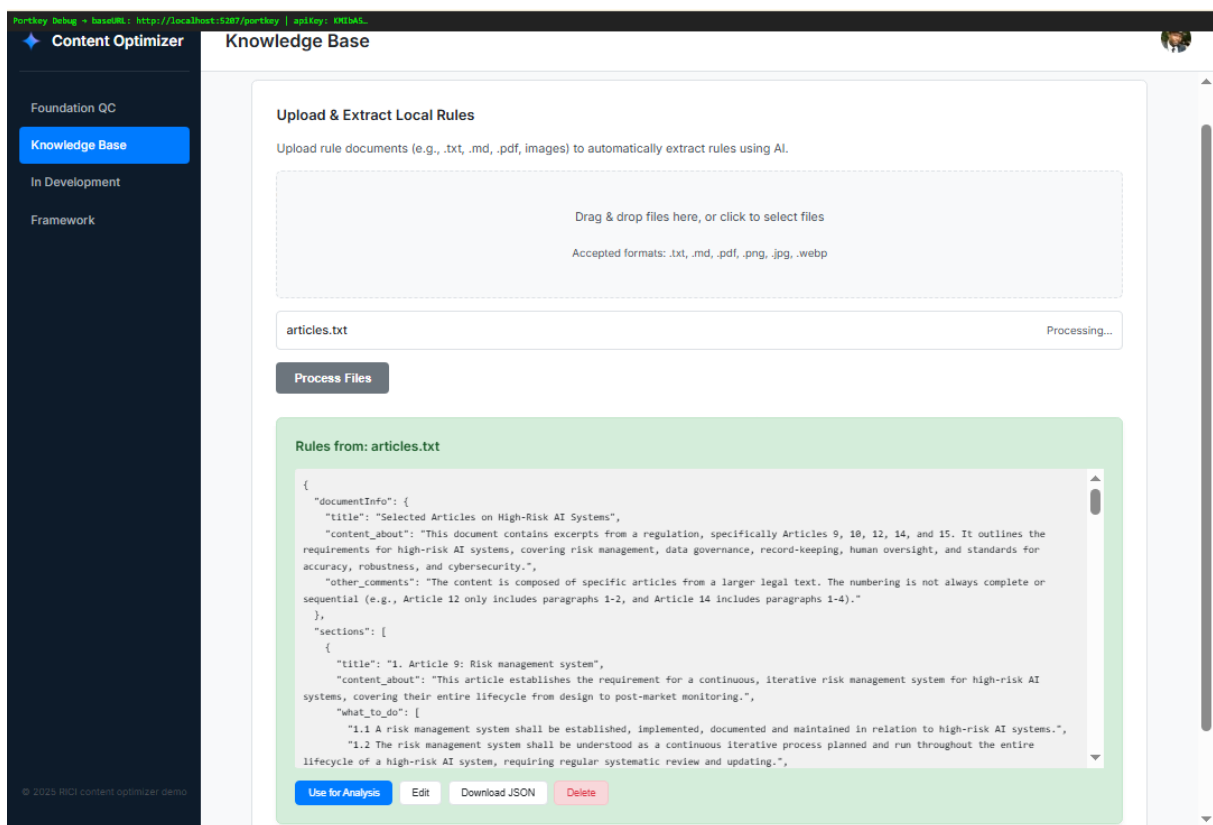 Portkey Debug → baseURL: http://localhost:5207/portkey | apiKey: KMIbAS…
Content Optimizer
Knowledge Base
Foundation QC
Knowledge Base
In Development
Framework
© 2025 RICI content optimizer demo
Upload & Extract Local Rules
Upload rule documents (e.g., .txt, .md, .pdf, images) to automatically extract rules using AI.
Drag & drop files here, or click to select files
Accepted formats: .txt, .md, .pdf, .png, .jpg, .webp
articles.txt
Processing...
Process Files
Rules from: articles.txt
{
"documentInfo": {
"title": "Selected Articles on High-Risk AI Systems",
"content_about": "This document contains excerpts from a regulation, specifically Articles 9, 10, 12, 14, and 15. It outlines the
requirements for high-risk AI systems, covering risk management, data governance, record-keeping, human oversight, and standards for
accuracy, robustness, and cybersecurity.",
"other_comments": "The content is composed of specific articles from a larger legal text. The numbering is not always complete or
sequential (e.g., Article 12 only includes paragraphs 1-2, and Article 14 includes paragraphs 1-4)."
},
"sections": [
{
"title": "1. Article 9: Risk management system",
"content_about": "This article establishes the requirement for a continuous, iterative risk management system for high-risk AI
systems, covering their entire lifecycle from design to post-market monitoring.",
"what_to_do": [
"1.1 A risk management system shall be established, implemented, documented and maintained in relation to high-risk AI systems.",
"1.2 The risk management system shall be understood as a continuous iterative process planned and run throughout the entire
lifecycle of a high-risk AI system, requiring regular systematic review and updating.",
Use for Analysis
Edit
Download JSON
Delete